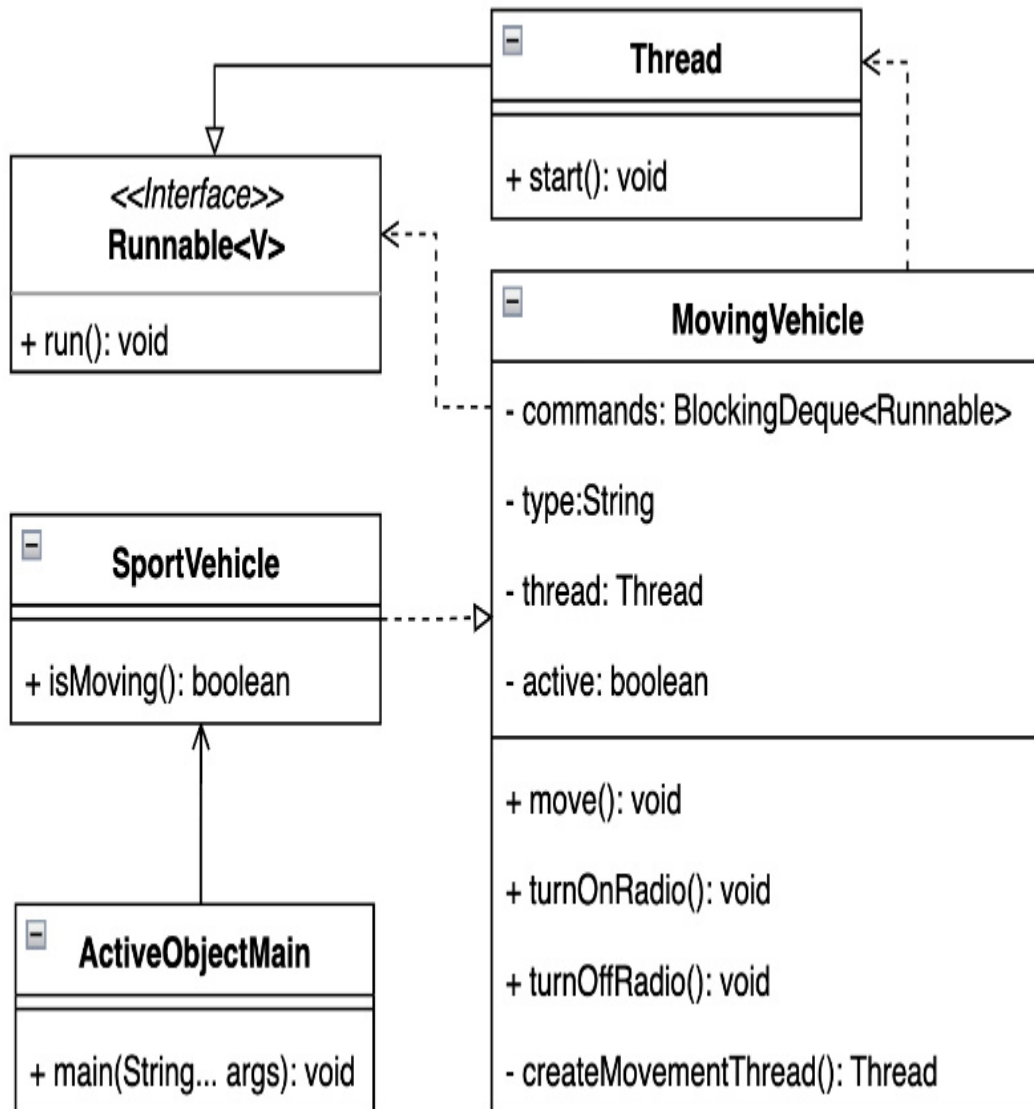 Thread
+ start(): void
<<Interface>>
Runnable<V>
+ run(): void
MovingVehicle
- commands: BlockingDeque<Runnable>
- type:String
- thread: Thread
- active: boolean
+ move(): void
+ turnOnRadio(): void
+ turnOffRadio(): void
- createMovementThread(): Thread
SportVehicle
+ isMoving(): boolean
ActiveObjectMain
+ main(String... args): void